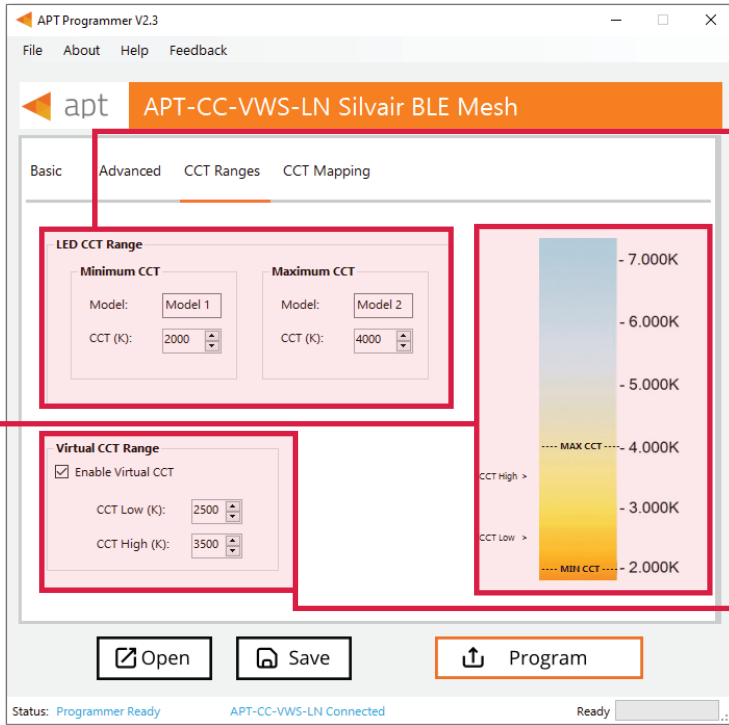 APT Programmer V2.3
File About Help Feedback
apt APT-CC-VWS-LN Silvair BLE Mesh
Basic Advanced CCT Ranges CCT Mapping
LED CCT Range
Minimum CCT
Model: Model 1
CCT (K): 2000
Maximum CCT
Model: Model 2
CCT (K): 4000
Virtual CCT Range
Enable Virtual CCT
CCT Low (K): 2500
CCT High (K): 3500
- 7.000K
- 6.000K
- 5.000K
---- MAX CCT ---- - 4.000K
CCT High >
- 3.000K
CCT Low >
---- MIN CCT ---- - 2.000K
Open Save Program
Status: Programmer Ready APT-CC-VWS-LN Connected Ready